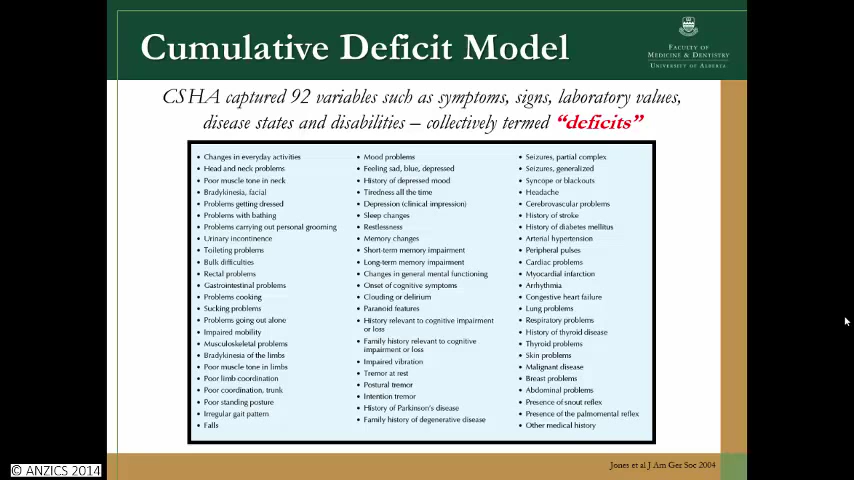 Cumulative Deficit Model
FACULTY OF
MEDICINE & DENTISTRY
UNIVERSITY OF ALBERTA
CSHA captured 92 variables such as symptoms, signs, laboratory values,
disease states and disabilities – collectively termed "deficits"
• Changes in everyday activities
• Head and neck problems
• Poor muscle tone in neck
• Bradykinesia, facial
• Problems getting dressed
• Problems with bathing
• Problems carrying out personal grooming
• Urinary incontinence
• Toileting problems
• Bulk difficulties
• Rectal problems
• Gastrointestinal problems
• Problems cooking
• Sucking problems
• Problems going out alone
• Impaired mobility
• Musculoskeletal problems
• Bradykinesia of the limbs
• Poor muscle tone in limbs
• Poor limb coordination
• Poor coordination, trunk
• Poor standing posture
• Irregular gait pattern
• Falls
• Mood problems
• Feeling sad, blue, depressed
• History of depressed mood
• Tiredness all the time
• Depression (clinical impression)
• Sleep changes
• Restlessness
• Memory changes
• Short-term memory impairment
• Long-term memory impairment
• Changes in general mental functioning
• Onset of cognitive symptoms
• Clouding or delirium
• Paranoid features
• History relevant to cognitive impairment
or loss
• Family history relevant to cognitive
impairment or loss
• Impaired vibration
• Tremor at rest
• Postural tremor
• Intention tremor
• History of Parkinson's disease
• Family history of degenerative disease
• Seizures, partial complex
• Seizures, generalized
• Syncope or blackouts
• Headache
• Cerebrovascular problems
• History of stroke
• History of diabetes mellitus
• Arterial hypertension
• Peripheral pulses
• Cardiac problems
• Myocardial infarction
• Arrhythmia
• Congestive heart failure
• Lung problems
• Respiratory problems
• History of thyroid disease
• Thyroid problems
• Skin problems
• Malignant disease
• Breast problems
• Abdominal problems
• Presence of snout reflex
• Presence of the palmomental reflex
• Other medical history
Jones et al J Am Ger Soc 2004
© ANZICS 2014